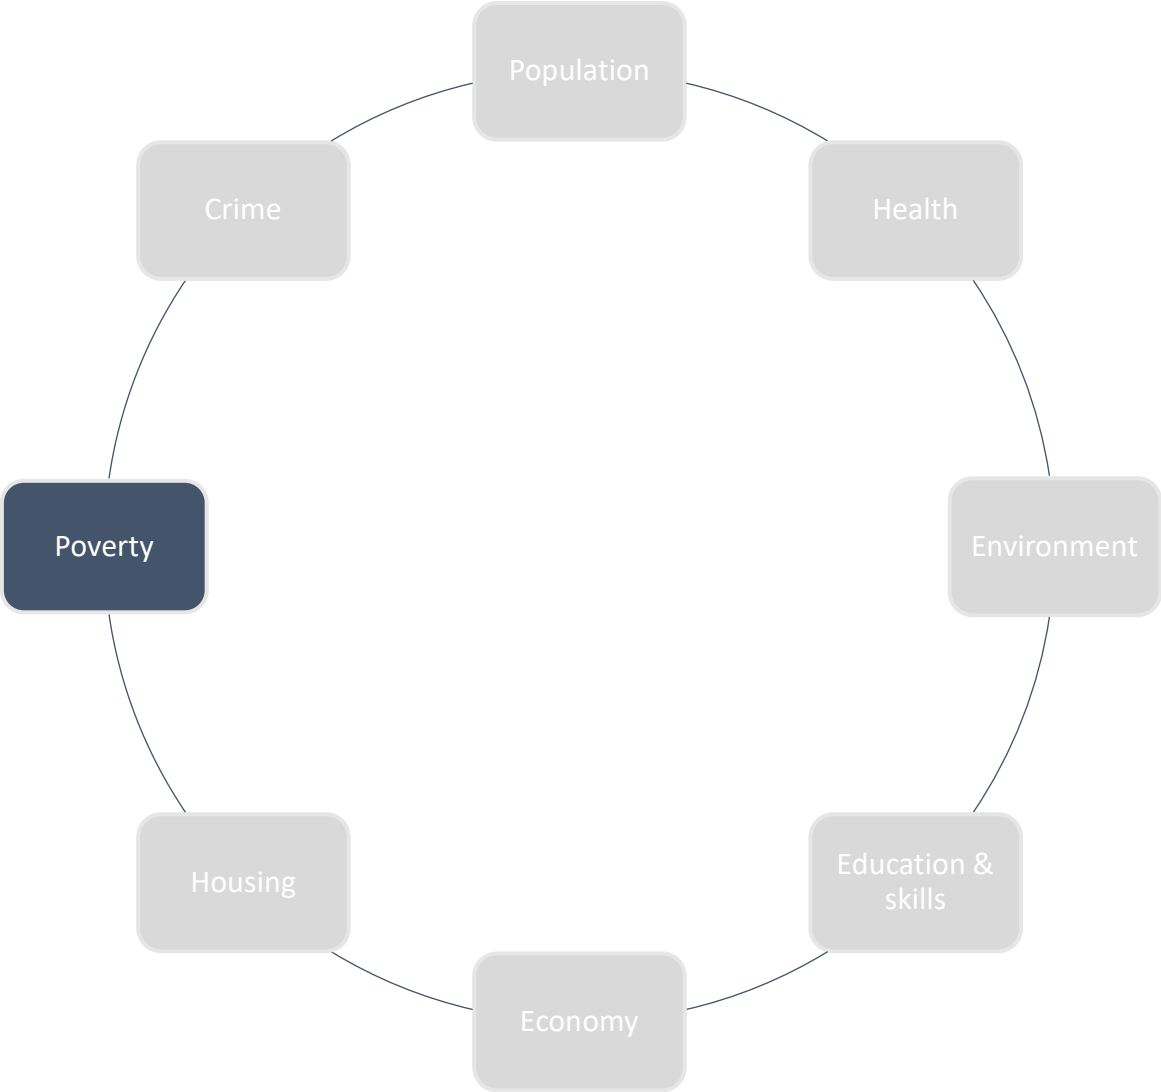 Population
Crime
Health
Poverty
Environment
Housing
Education &
skills
Economy